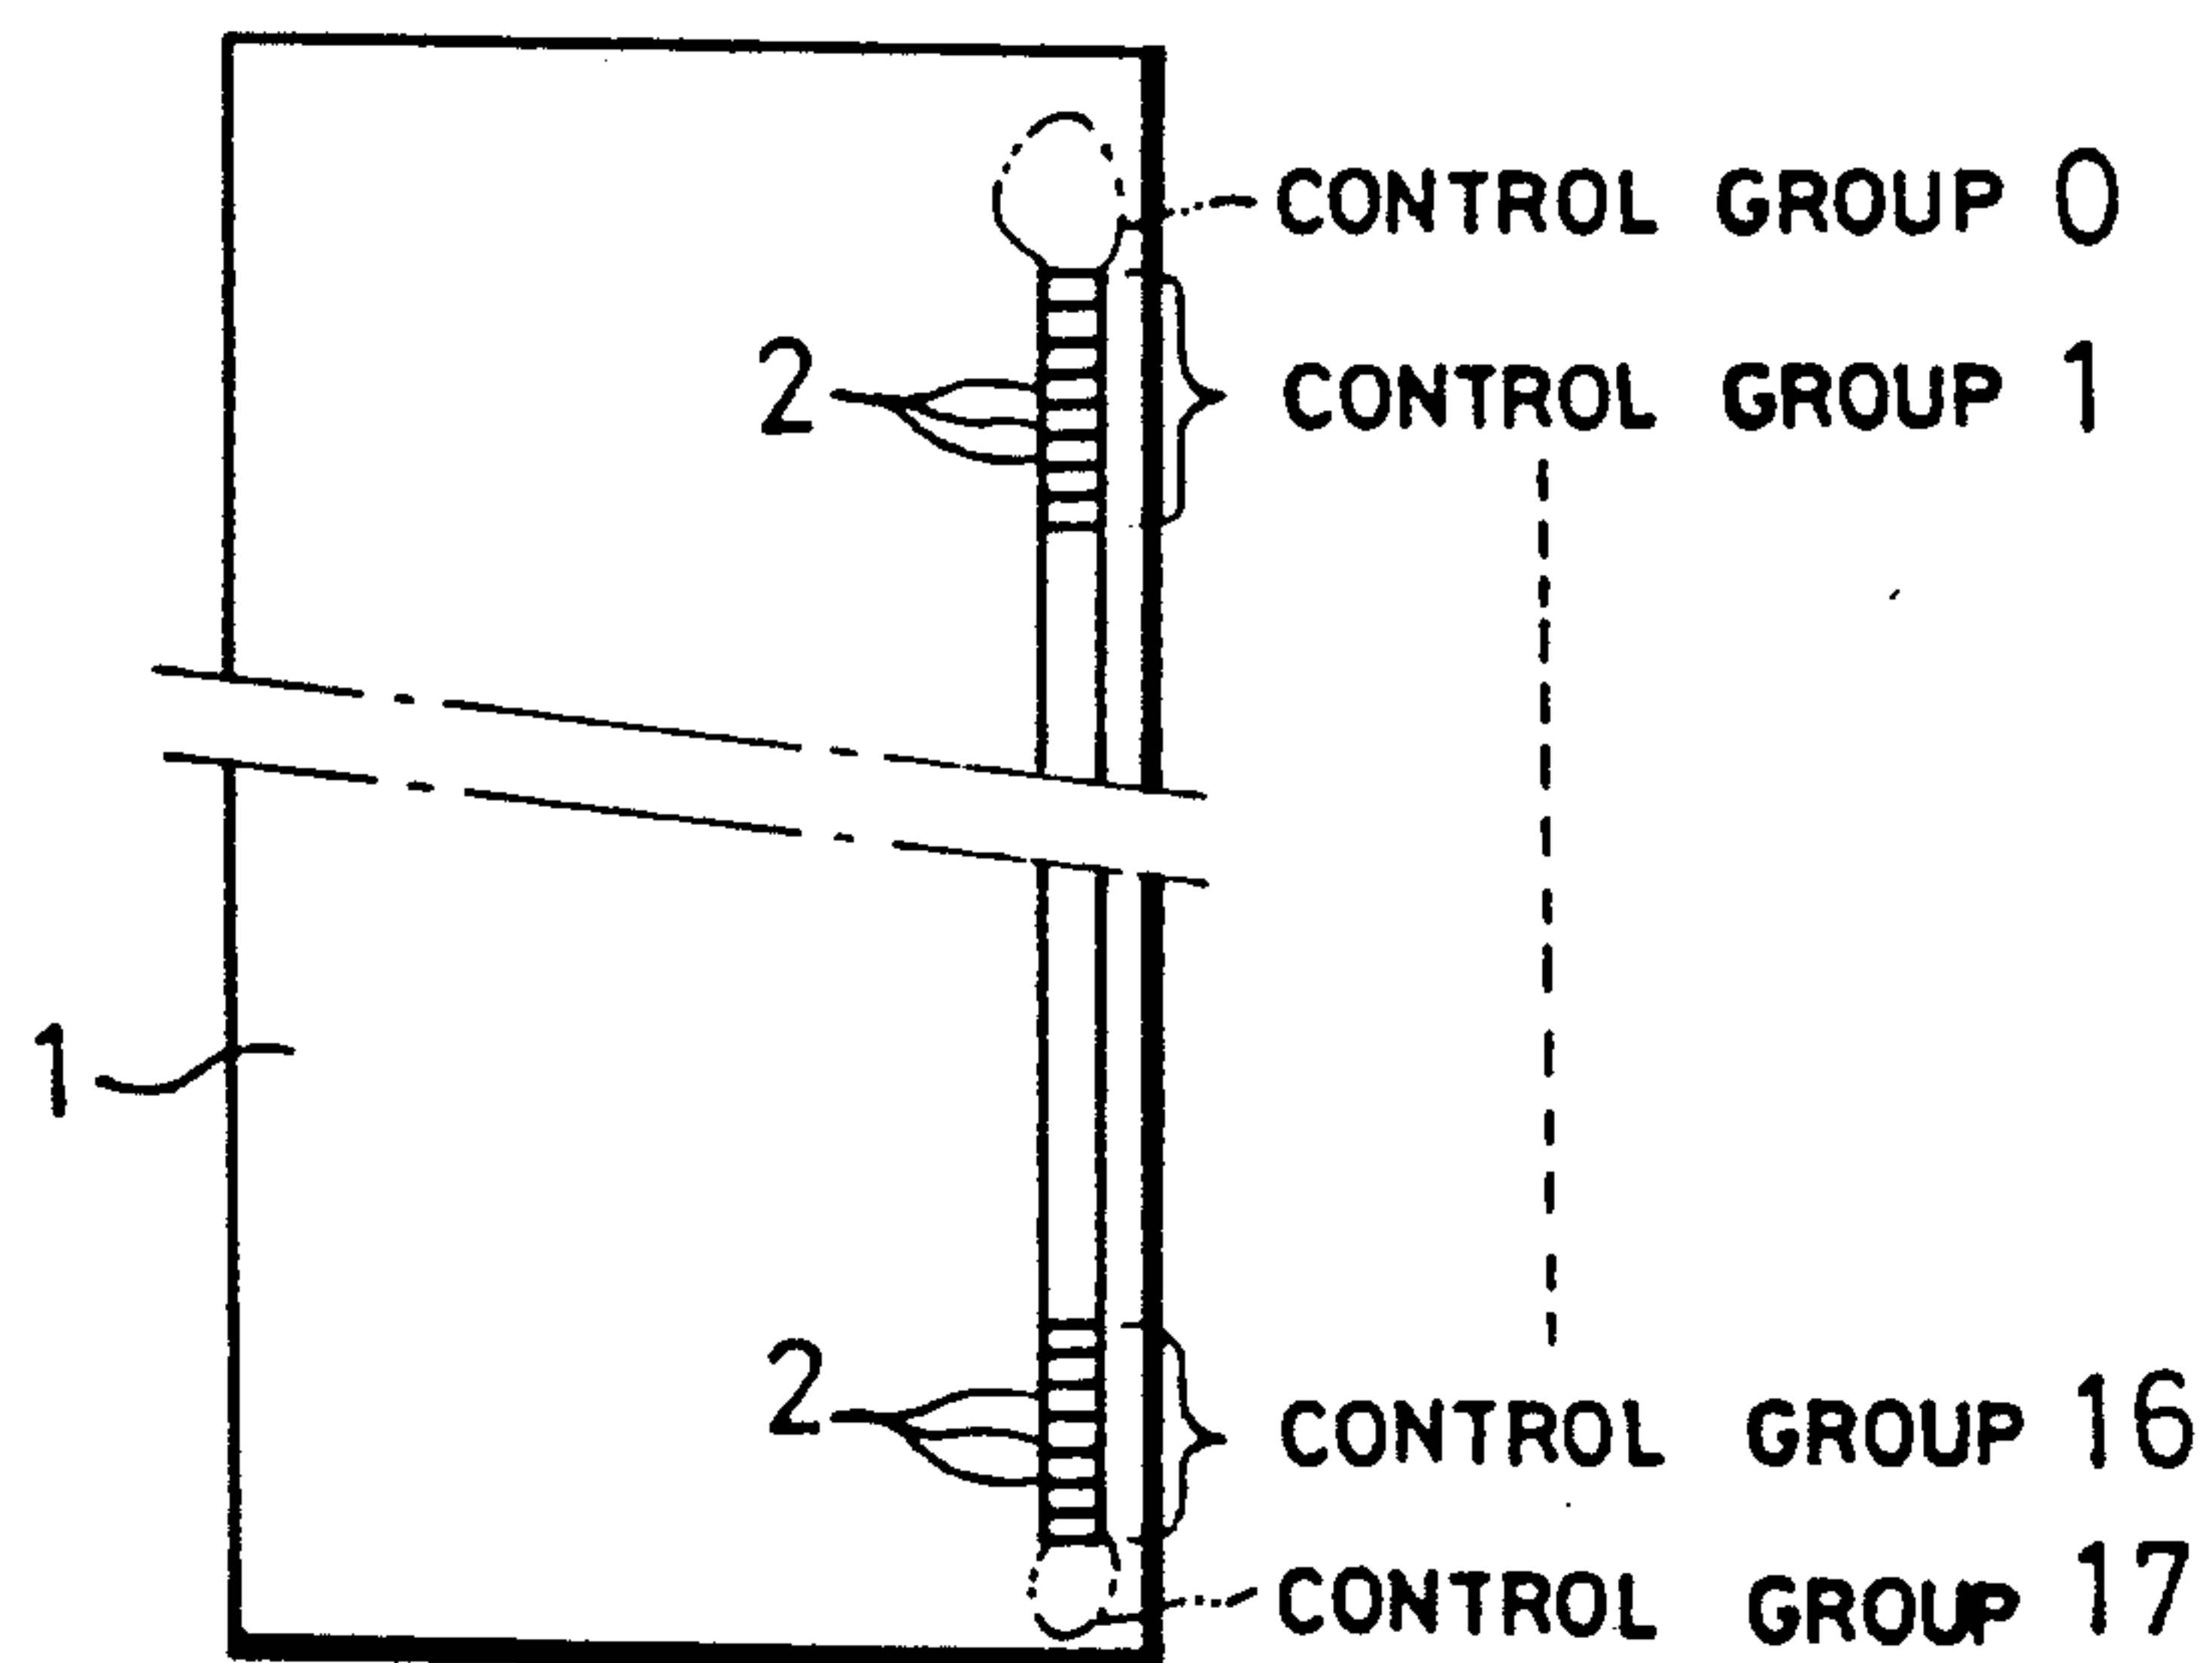 CONTROL GROUP 0
2
CONTROL GROUP 1
1
2
CONTROL GROUP 16
CONTROL GROUP 17